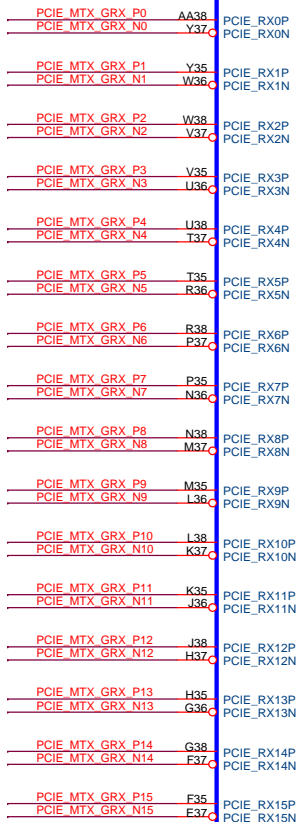 PCIE_MTX_GRX_P0 AA38 PCIE_RX0P
PCIE_MTX_GRX_N0 Y37 PCIE_RX0N
PCIE_MTX_GRX_P1 Y35 PCIE_RX1P
PCIE_MTX_GRX_N1 W36 PCIE_RX1N
PCIE_MTX_GRX_P2 W38 PCIE_RX2P
PCIE_MTX_GRX_N2 V37 PCIE_RX2N
PCIE_MTX_GRX_P3 V35 PCIE_RX3P
PCIE_MTX_GRX_N3 U36 PCIE_RX3N
PCIE_MTX_GRX_P4 U38 PCIE_RX4P
PCIE_MTX_GRX_N4 T37 PCIE_RX4N
PCIE_MTX_GRX_P5 T35 PCIE_RX5P
PCIE_MTX_GRX_N5 R36 PCIE_RX5N
PCIE_MTX_GRX_P6 R38 PCIE_RX6P
PCIE_MTX_GRX_N6 P37 PCIE_RX6N
PCIE_MTX_GRX_P7 P35 PCIE_RX7P
PCIE_MTX_GRX_N7 N36 PCIE_RX7N
PCIE_MTX_GRX_P8 N38 PCIE_RX8P
PCIE_MTX_GRX_N8 M37 PCIE_RX8N
PCIE_MTX_GRX_P9 M35 PCIE_RX9P
PCIE_MTX_GRX_N9 L36 PCIE_RX9N
PCIE_MTX_GRX_P10 L38 PCIE_RX10P
PCIE_MTX_GRX_N10 K37 PCIE_RX10N
PCIE_MTX_GRX_P11 K35 PCIE_RX11P
PCIE_MTX_GRX_N11 J36 PCIE_RX11N
PCIE_MTX_GRX_P12 J38 PCIE_RX12P
PCIE_MTX_GRX_N12 H37 PCIE_RX12N
PCIE_MTX_GRX_P13 H35 PCIE_RX13P
PCIE_MTX_GRX_N13 G36 PCIE_RX13N
PCIE_MTX_GRX_P14 G38 PCIE_RX14P
PCIE_MTX_GRX_N14 F37 PCIE_RX14N
PCIE_MTX_GRX_P15 F35 PCIE_RX15P
PCIE_MTX_GRX_N15 E37 PCIE_RX15N